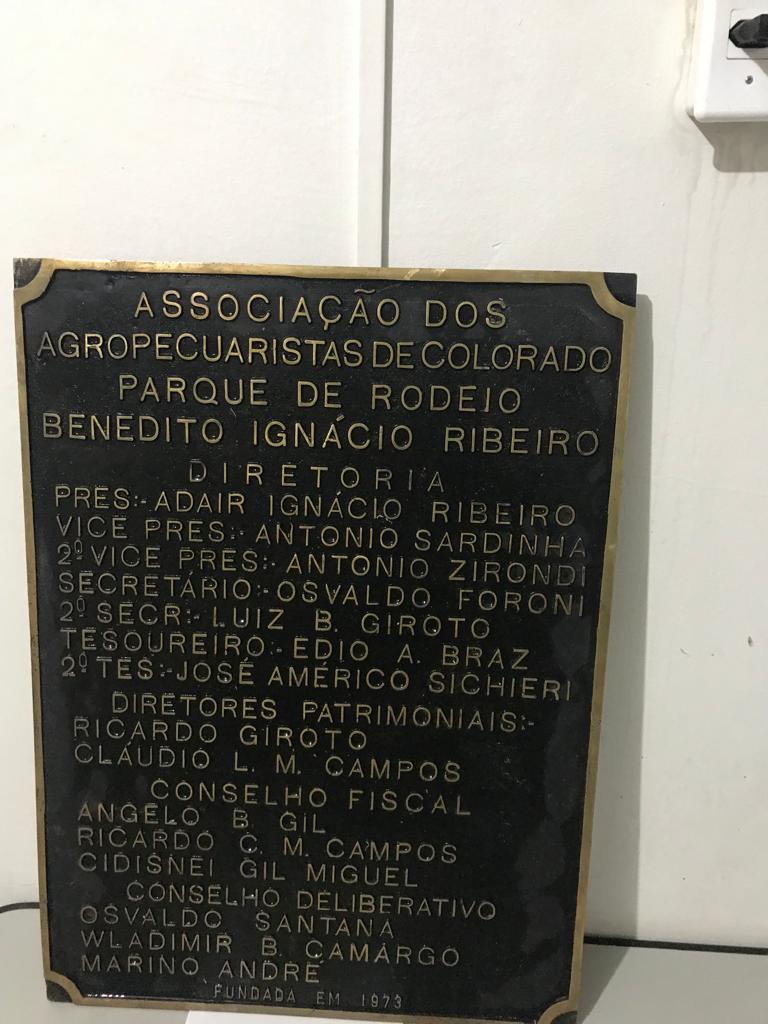 ASSOCIAÇÃO DOS
AGROPECUARISTAS DE COLORADO
PARQUE DE RODEIO
BENEDITO IGNÁCIO RIBEIRO
DIRETORIA
PRES:- ADAIR IGNÁCIO RIBEIRO
VICE PRES:- ANTONIO SARDINHA
2º VICE PRES:- ANTONIO ZIRONDI
SECRETÁRIO:- OSVALDO FORONI
2º SECR:- LUIZ B. GIROTO
TESOUREIRO:- EDIO A. BRAZ
2º TES:- JOSÉ AMÉRICO SICHIERI
DIRETORES PATRIMONIAIS:-
RICARDO GIROTO
CLÁUDIO L. M. CAMPOS
CONSELHO FISCAL
ANGELO B. GIL
RICARDO C. M. CAMPOS
CIDISNEI GIL MIGUEL
CONSELHO DELIBERATIVO
OSVALDO SANTANA
WLADIMIR B. CAMARGO
MARINO ANDRÉ
FUNDADA EM 1973